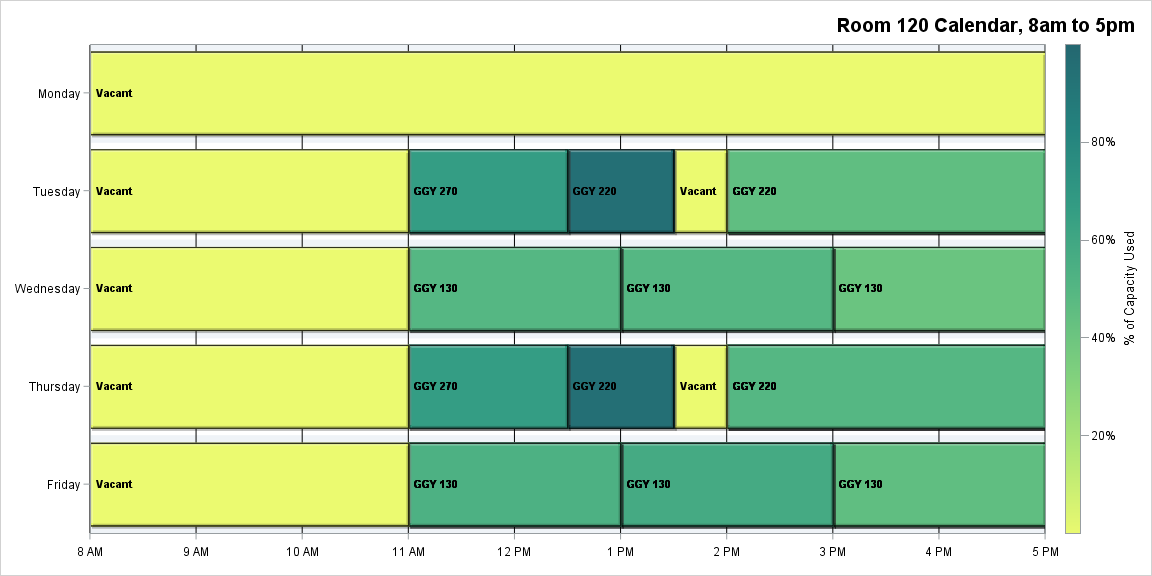 Room 120 Calendar, 8am to 5pm
Monday
Vacant
Tuesday
Vacant
GGY 270
GGY 220
Vacant
GGY 220
Wednesday
Vacant
GGY 130
GGY 130
GGY 130
Thursday
Vacant
GGY 270
GGY 220
Vacant
GGY 220
Friday
Vacant
GGY 130
GGY 130
GGY 130
8 AM
9 AM
10 AM
11 AM
12 PM
1 PM
2 PM
3 PM
4 PM
5 PM
80%
60%
40%
20%
% of Capacity Used